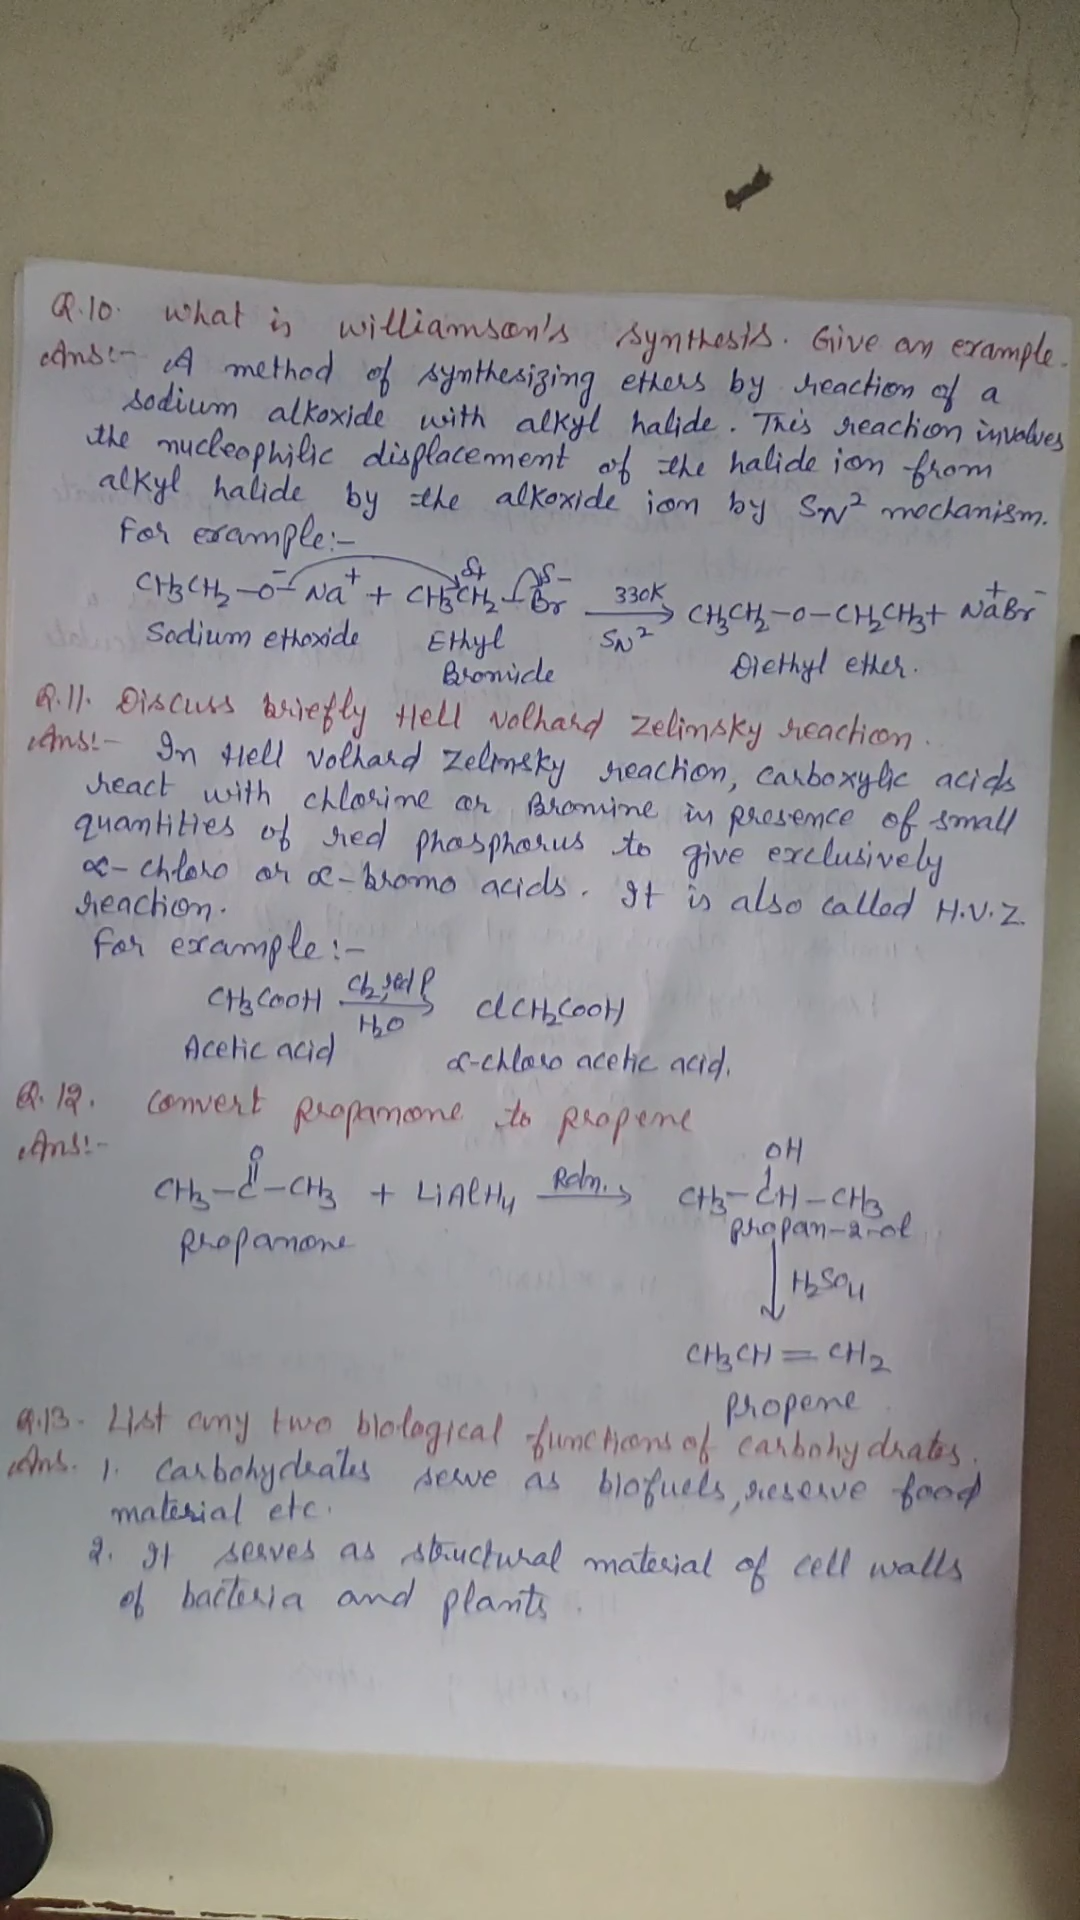 Q.10. What is williamson's synthesis. Give an example.
Ans:- A method of synthesizing ethers by reaction of a
sodium alkoxide with alkyl halide. This reaction involves
the nucleophilic displacement of the halide ion from
alkyl halide by the alkoxide ion by SN² mechanism.
For example:-
CH₃CH₂-O⁻Na⁺ + CH₃CH₂-Br →(330K, SN²) CH₃CH₂-O-CH₂CH₃ + Na⁺Br⁻
δ+ δ-
Sodium ethoxide Ethyl Bromide Diethyl ether.
Q.11. Discuss briefly Hell Volhard Zelinsky reaction.
Ans:- In Hell Volhard Zelinsky reaction, carboxylic acids
react with chlorine or Bromine in presence of small
quantities of red phosphorus to give exclusively
α-chloro or α-bromo acids. It is also called H.V.Z.
reaction.
For example:-
CH₃COOH →(Cl₂, red P / H₂O) ClCH₂COOH
Acetic acid α-chloro acetic acid.
Q.12. Convert propanone to propene
Ans:-
O OH
CH₃-C-CH₃ + LiAlH₄ →(Redn.) CH₃-CH-CH₃
propanone propan-2-ol
↓ H₂SO₄
CH₃CH=CH₂
propene
Q.13. List any two biological functions of carbohydrates.
Ans. 1. Carbohydrates serve as biofuels, reserve food
material etc.
2. It serves as structural material of cell walls
of bacteria and plants.